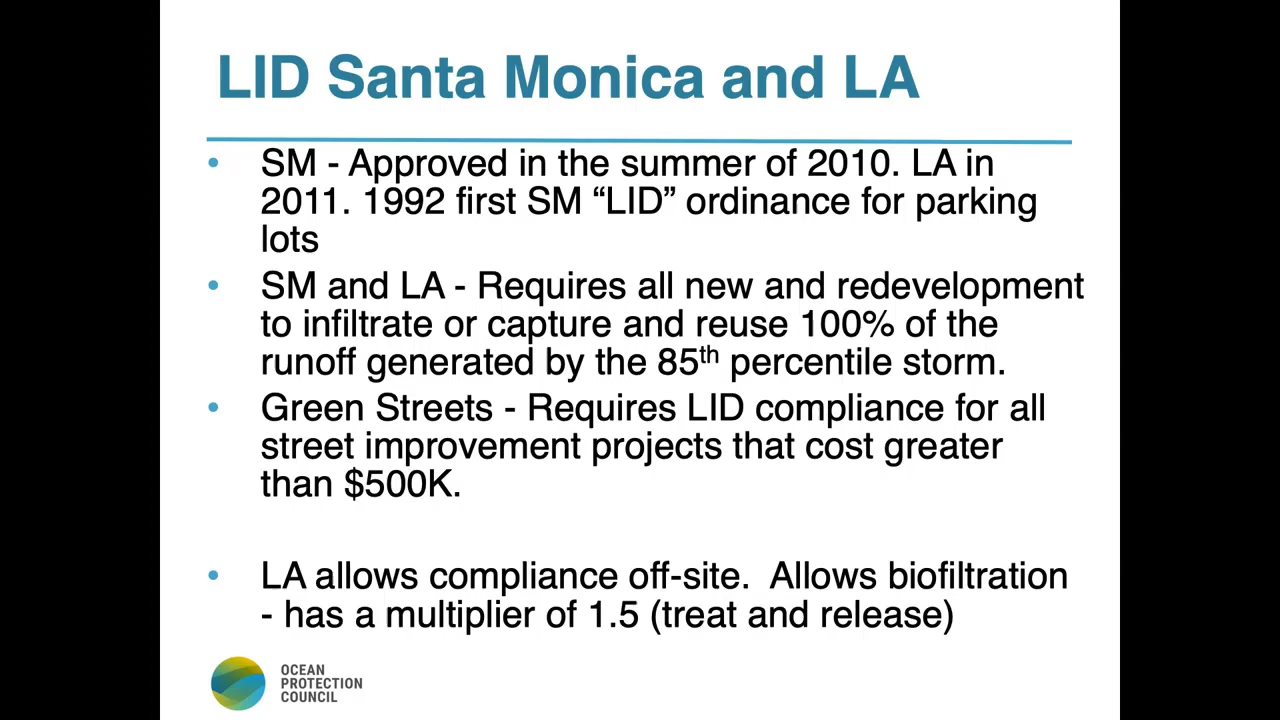 LID Santa Monica and LA
• SM - Approved in the summer of 2010. LA in
2011. 1992 first SM “LID” ordinance for parking
lots
• SM and LA - Requires all new and redevelopment
to infiltrate or capture and reuse 100% of the
runoff generated by the 85th percentile storm.
• Green Streets - Requires LID compliance for all
street improvement projects that cost greater
than $500K.
• LA allows compliance off-site.  Allows biofiltration
- has a multiplier of 1.5 (treat and release)
OCEAN
PROTECTION
COUNCIL